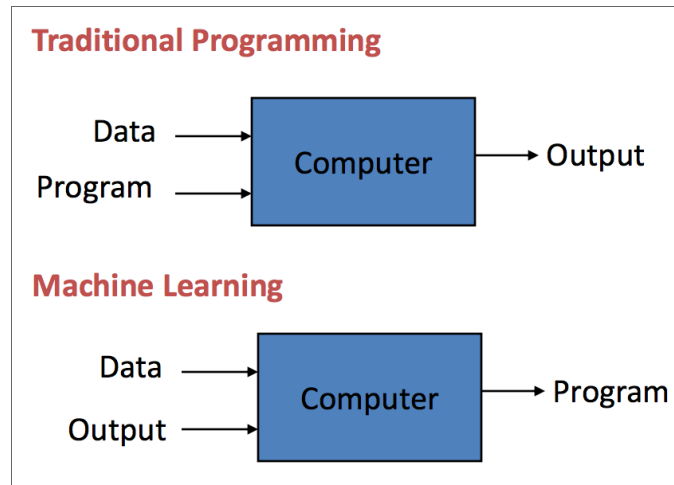 Traditional Programming
Data
Program
Computer
Output
Machine Learning
Data
Output
Computer
Program